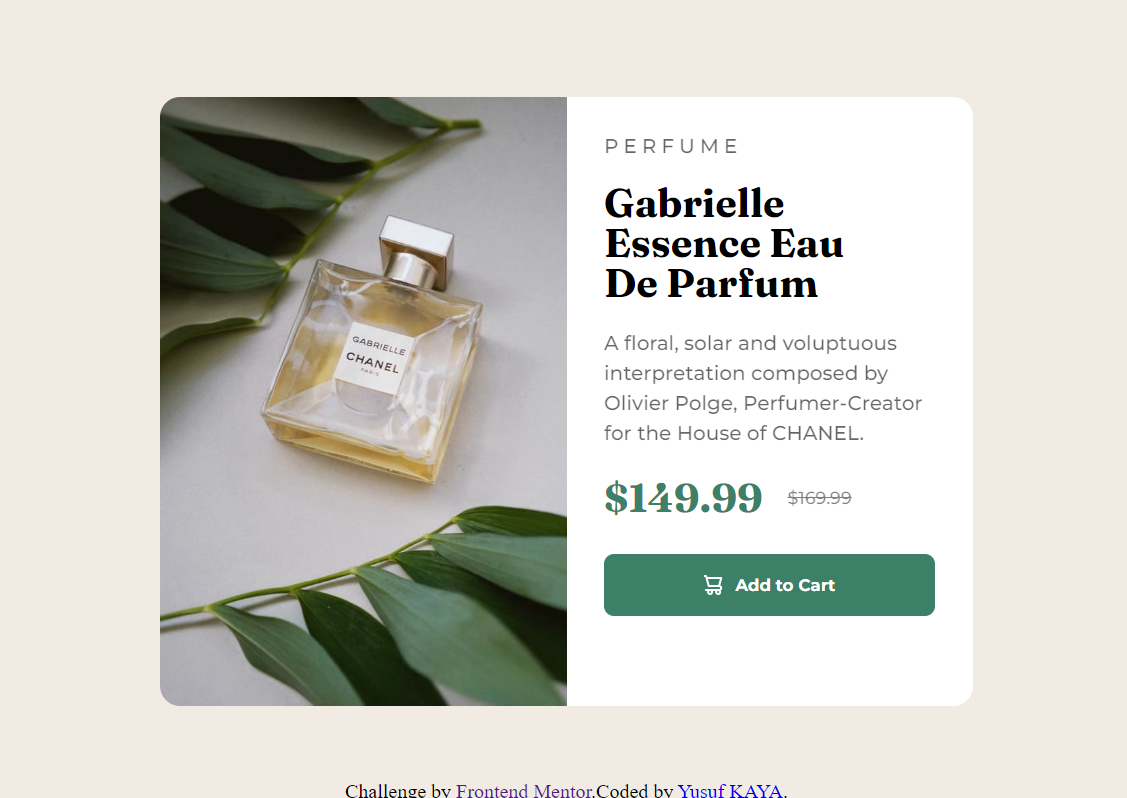 PERFUME
Gabrielle
Essence Eau
De Parfum
A floral, solar and voluptuous
interpretation composed by
Olivier Polge, Perfumer-Creator
for the House of CHANEL.
$149.99 $169.99
Add to Cart
GABRIELLE
CHANEL
PARIS
Challenge by Frontend Mentor.Coded by Yusuf KAYA.